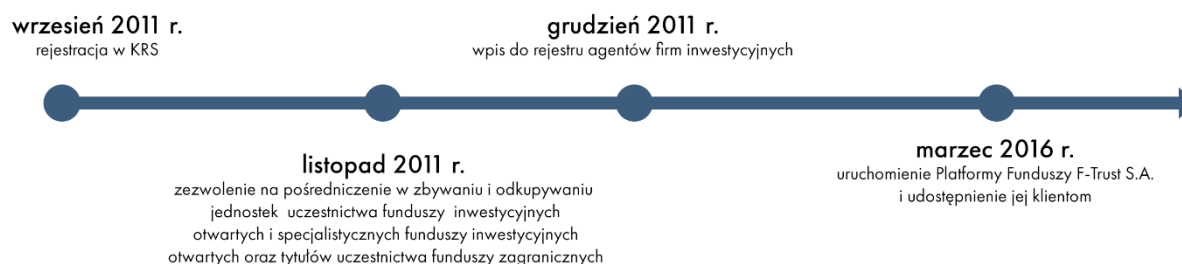 wrzesień 2011 r.
rejestracja w KRS
grudzień 2011 r.
wpis do rejestru agentów firm inwestycyjnych
listopad 2011 r.
zezwolenie na pośredniczenie w zbywaniu i odkupywaniu
jednostek uczestnictwa funduszy inwestycyjnych
otwartych i specjalistycznych funduszy inwestycyjnych
otwartych oraz tytułów uczestnictwa funduszy zagranicznych
marzec 2016 r.
uruchomienie Platformy Funduszy F-Trust S.A.
i udostępnienie jej klientom